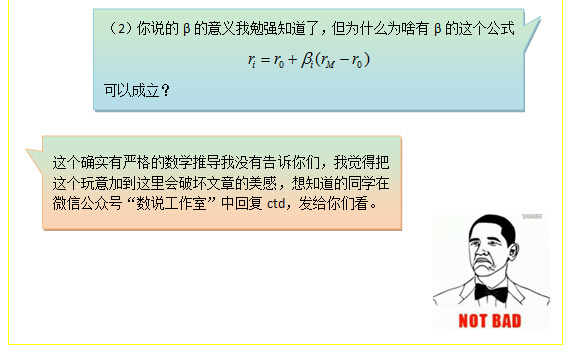 （2）你说的 β 的意义我勉强知道了，但为什么为啥有 β 的这个公式
r_i = r_0 + β_i(r_M − r_0)
可以成立？
这个确实有严格的数学推导我没有告诉你们，我觉得把
这个玩意加到这里会破坏文章的美感，想知道的同学在
微信公众号“数说工作室”中回复 ctd，发给你们看。
NOT BAD